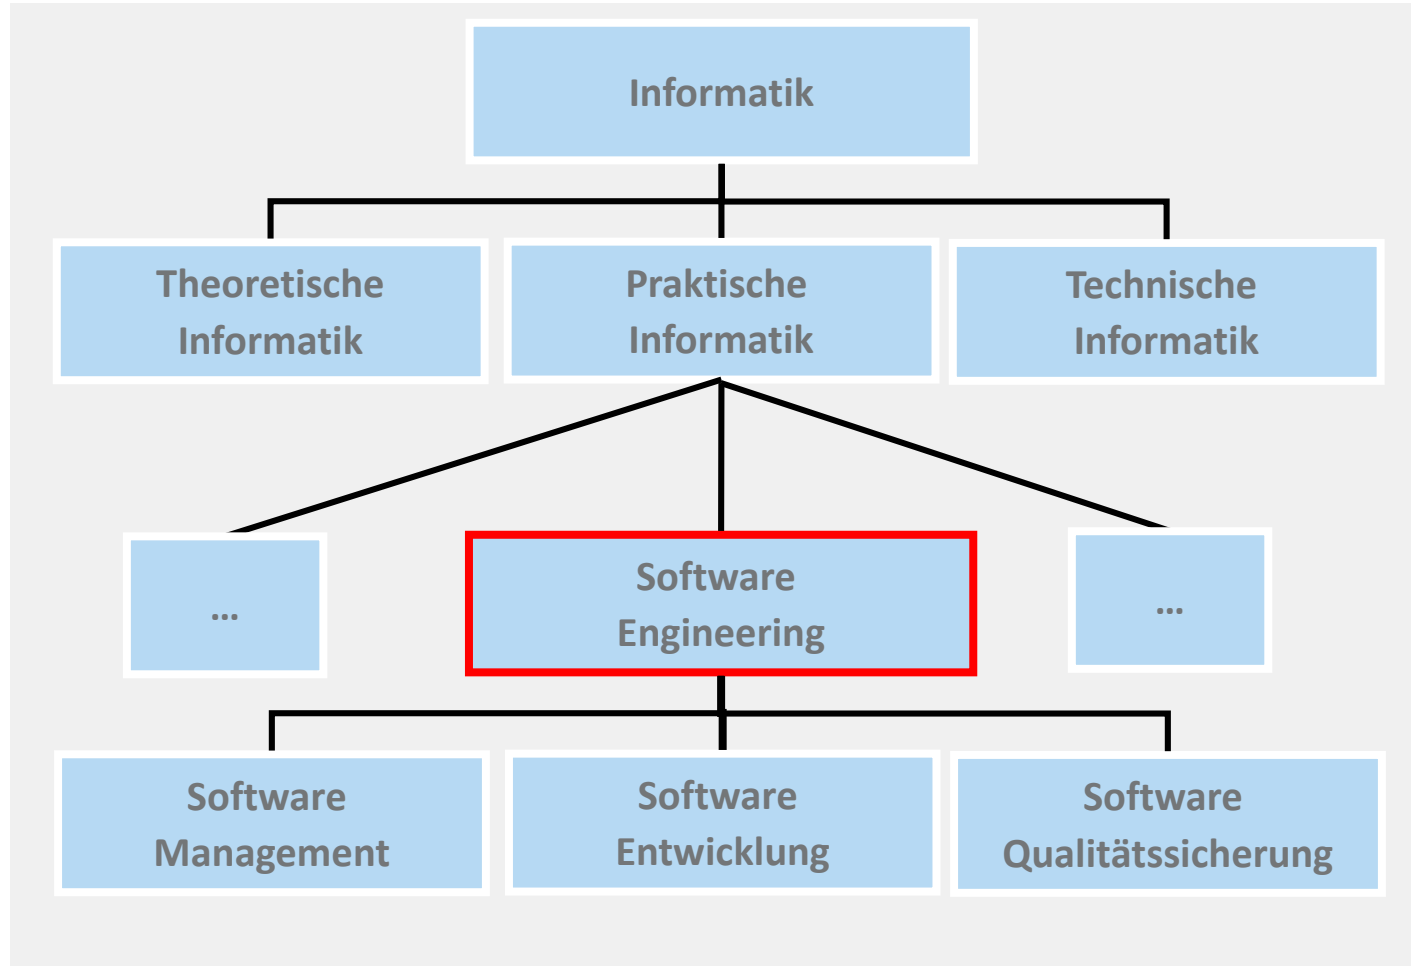 Informatik
Theoretische
Informatik
Praktische
Informatik
Technische
Informatik
...
Software
Engineering
...
Software
Management
Software
Entwicklung
Software
Qualitätssicherung